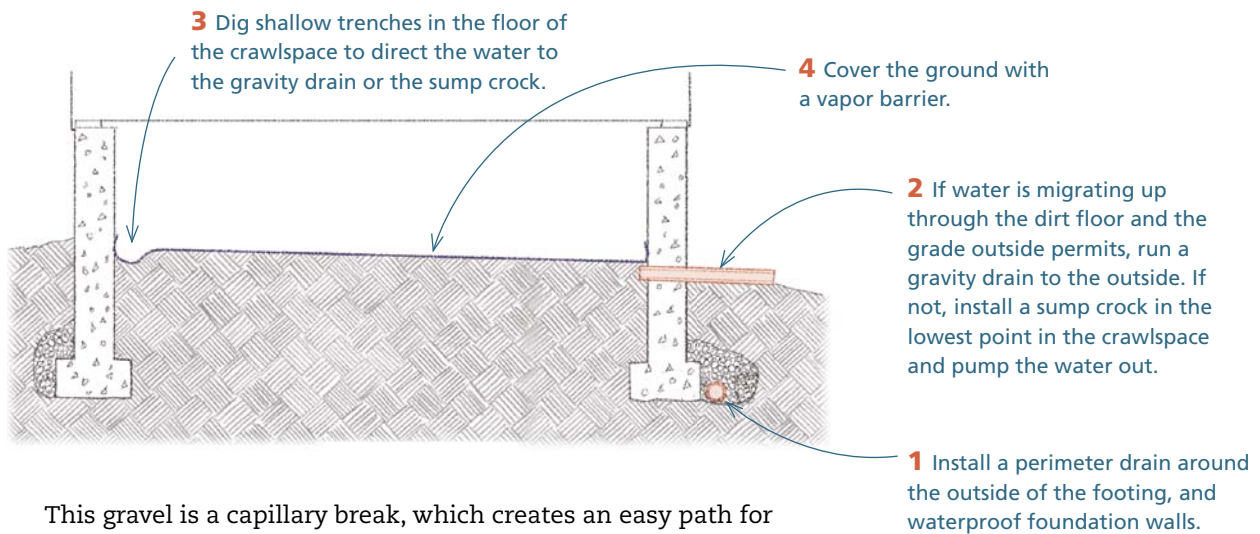 3 Dig shallow trenches in the floor of
the crawlspace to direct the water to
the gravity drain or the sump crock.
4 Cover the ground with
a vapor barrier.
2 If water is migrating up
through the dirt floor and the
grade outside permits, run a
gravity drain to the outside. If
not, install a sump crock in the
lowest point in the crawlspace
and pump the water out.
1 Install a perimeter drain around
the outside of the footing, and
waterproof foundation walls.
This gravel is a capillary break, which creates an easy path for